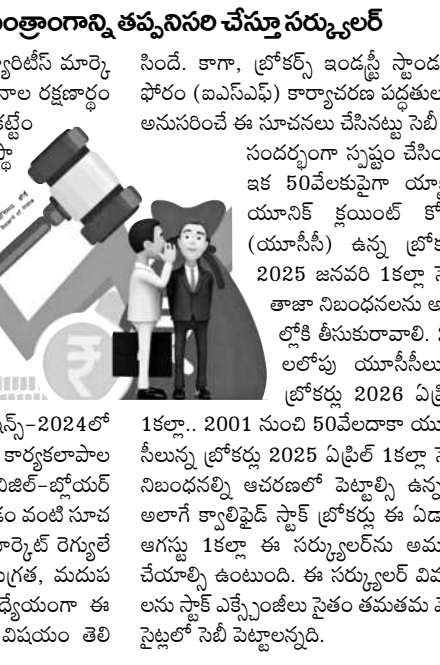 ంత్రాంగాన్ని తప్పనిసరి చేస్తూ సర్క్యులర్
్యూరిటీస్ మార్కె
నాల రక్షణార్థం
కట్టేం
స్థా
షన్స్-2024లో
కార్యకలాపాల
విజిల్-బ్లోయర్
డం వంటి సూచ
మార్కెట్ రెగ్యులే
మగ్రత, మదుప
ధ్యేయంగా ఈ
విషయం తెలి
సిందే. కాగా, బ్రోకర్స్ ఇండస్ట్రీ స్టాండ
ఫోరం (ఐఎస్ఎఫ్) కార్యాచరణ పద్ధతుల
అనుసరించే ఈ సూచనలు చేసినట్టు సెబీ
సందర్భంగా స్పష్టం చేసిం
ఇక 50వేలకుపైగా యాక్
యూనిక్ క్లయింట్ కో
(యూసీసీ) ఉన్న బ్రోక
2025 జనవరి 1కల్లా సె
తాజా నిబంధనలను అ
ల్లోకి తీసుకురావాలి. 2
లలోపు యూసీసీలు
బ్రోకర్లు 2026 ఏప్రి
1కల్లా.. 2001 నుంచి 50వేలదాకా యూ
సీలున్న బ్రోకర్లు 2025 ఏప్రిల్ 1కల్లా సె
నిబంధనల్ని ఆచరణలో పెట్టాల్సి ఉన్న
అలాగే క్వాలిఫైడ్ స్టాక్ బ్రోకర్లు ఈ ఏడా
ఆగస్టు 1కల్లా ఈ సర్క్యులర్‌ను అమ
చేయాల్సి ఉంటుంది. ఈ సర్క్యులర్ వివ
లను స్టాక్ ఎక్స్చేంజీలు సైతం తమతమ వె
సైట్లలో సెబీ పెట్టాలన్నది.